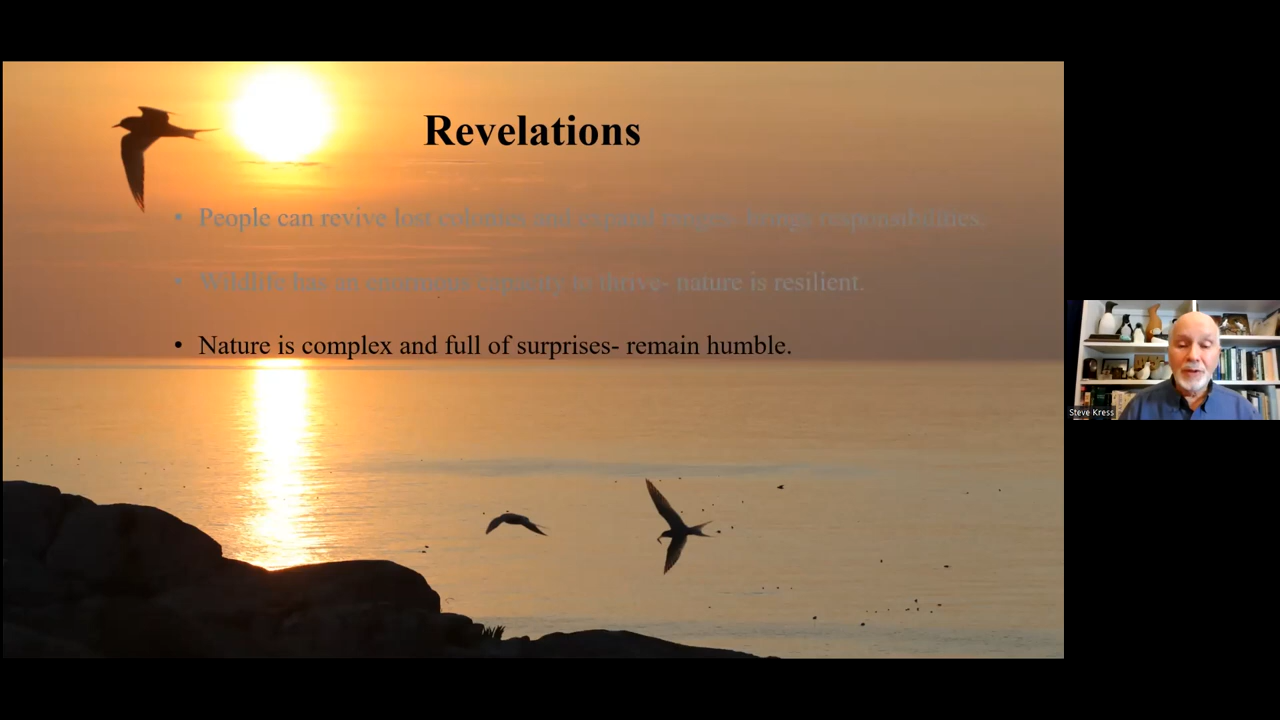 Revelations
• People can revive lost colonies and expand ranges- brings responsibilities.
• Wildlife has an enormous capacity to thrive- nature is resilient.
• Nature is complex and full of surprises- remain humble.
Steve Kress